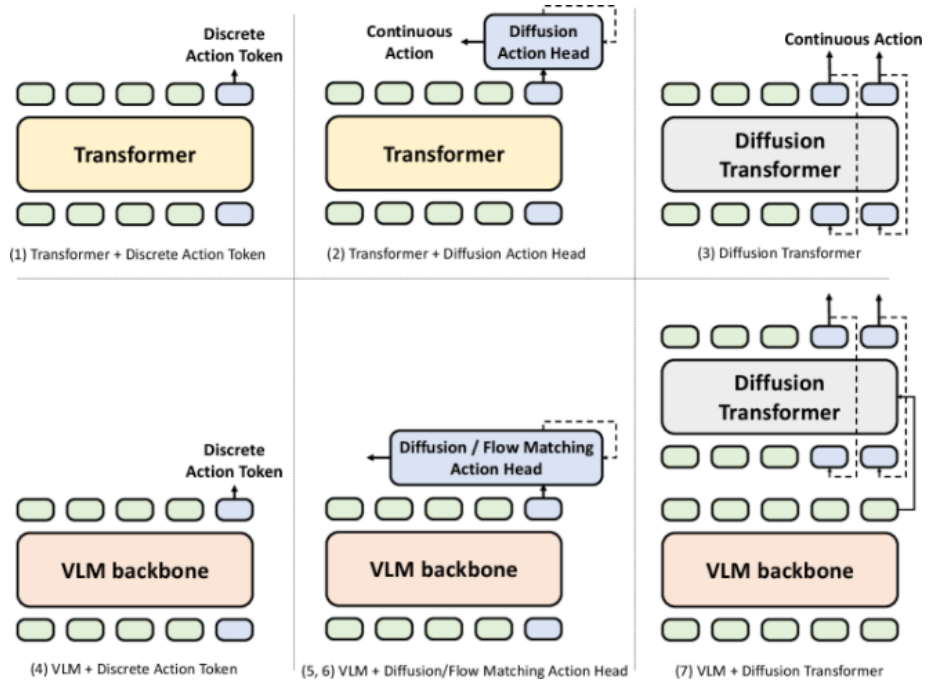 Discrete
Action Token
Transformer
(1) Transformer + Discrete Action Token
Continuous
Action
Diffusion
Action Head
Transformer
(2) Transformer + Diffusion Action Head
Continuous Action
Diffusion
Transformer
(3) Diffusion Transformer
Discrete
Action Token
VLM backbone
(4) VLM + Discrete Action Token
Diffusion / Flow Matching
Action Head
VLM backbone
(5, 6) VLM + Diffusion/Flow Matching Action Head
Diffusion
Transformer
VLM backbone
(7) VLM + Diffusion Transformer